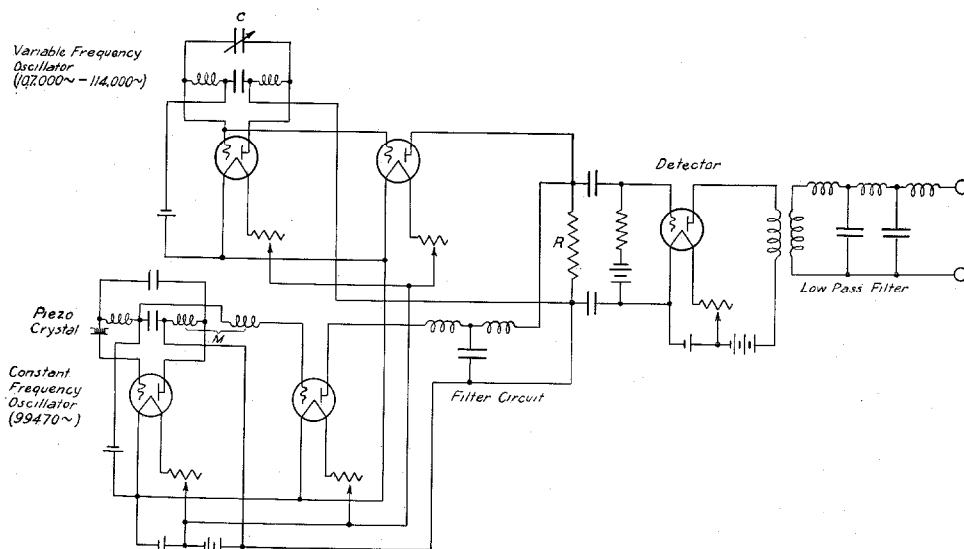 C
Variable Frequency
Oscillator
(107.000~ - 114.000~)
Detector
R
Low Pass Filter
Piezo
Crystal
M
Constant
Frequency
Oscillator
(99470~)
Filter Circuit